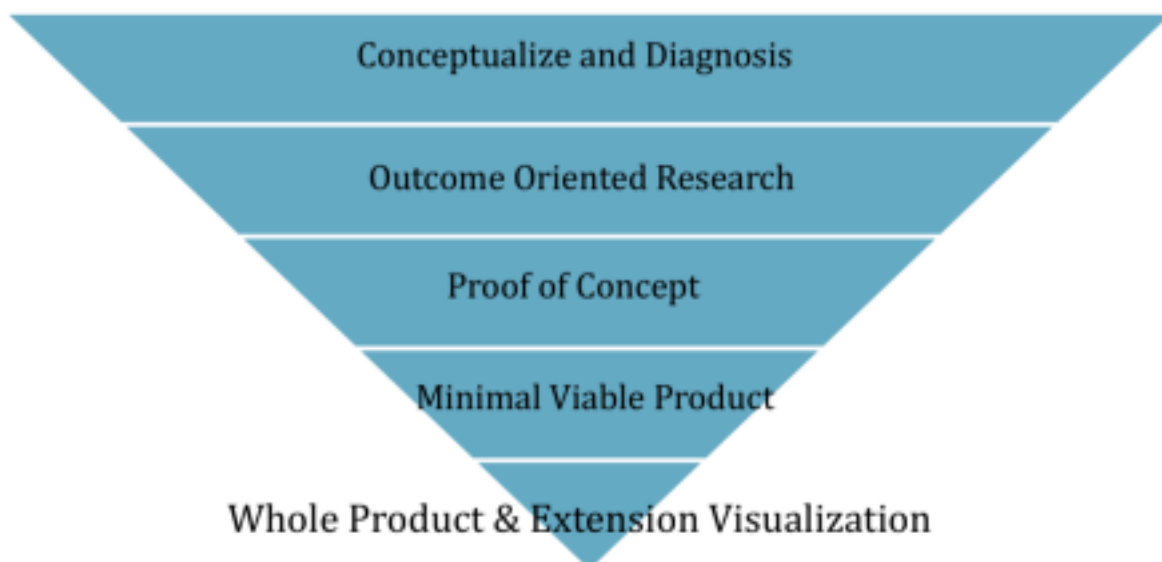 Conceptualize and Diagnosis
Outcome Oriented Research
Proof of Concept
Minimal Viable Product
Whole Product & Extension Visualization